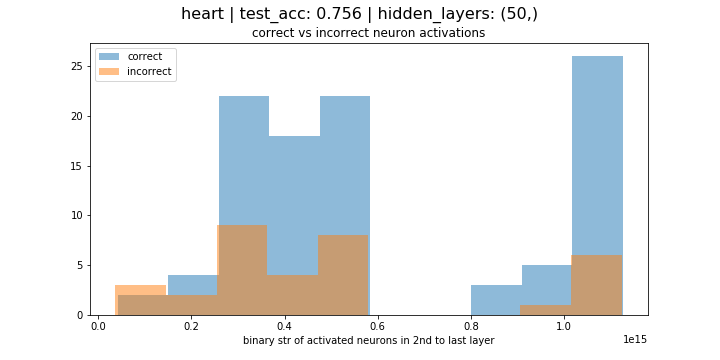 heart | test_acc: 0.756 | hidden_layers: (50,)
correct vs incorrect neuron activations
correct
incorrect
25
20
15
10
5
0
0.0 0.2 0.4 0.6 0.8 1.0
1e15
binary str of activated neurons in 2nd to last layer